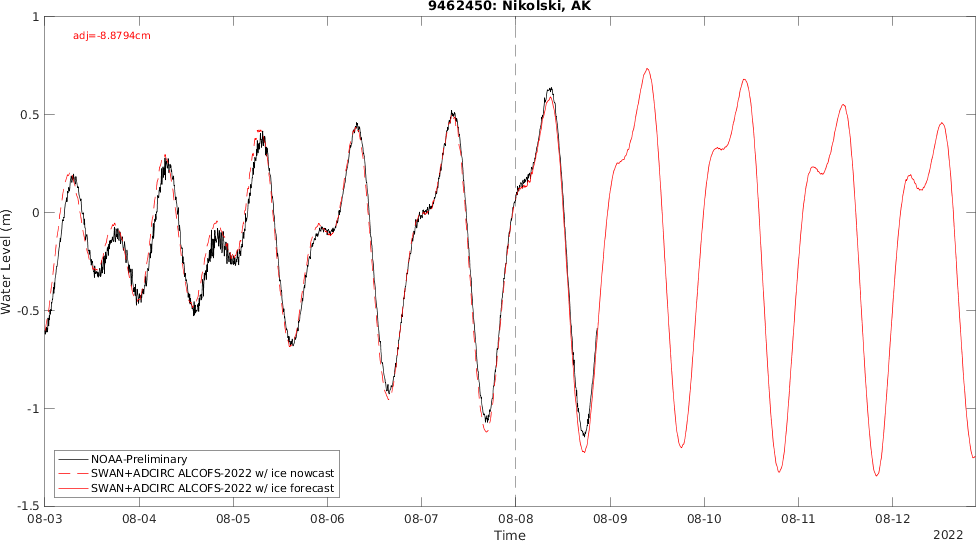 9462450: Nikolski, AK
adj=-8.8794cm
1
0.5
0
-0.5
-1
-1.5
Water Level (m)
NOAA-Preliminary
SWAN+ADCIRC ALCOFS-2022 w/ ice nowcast
SWAN+ADCIRC ALCOFS-2022 w/ ice forecast
08-03 08-04 08-05 08-06 08-07 08-08 08-09 08-10 08-11 08-12
Time
2022